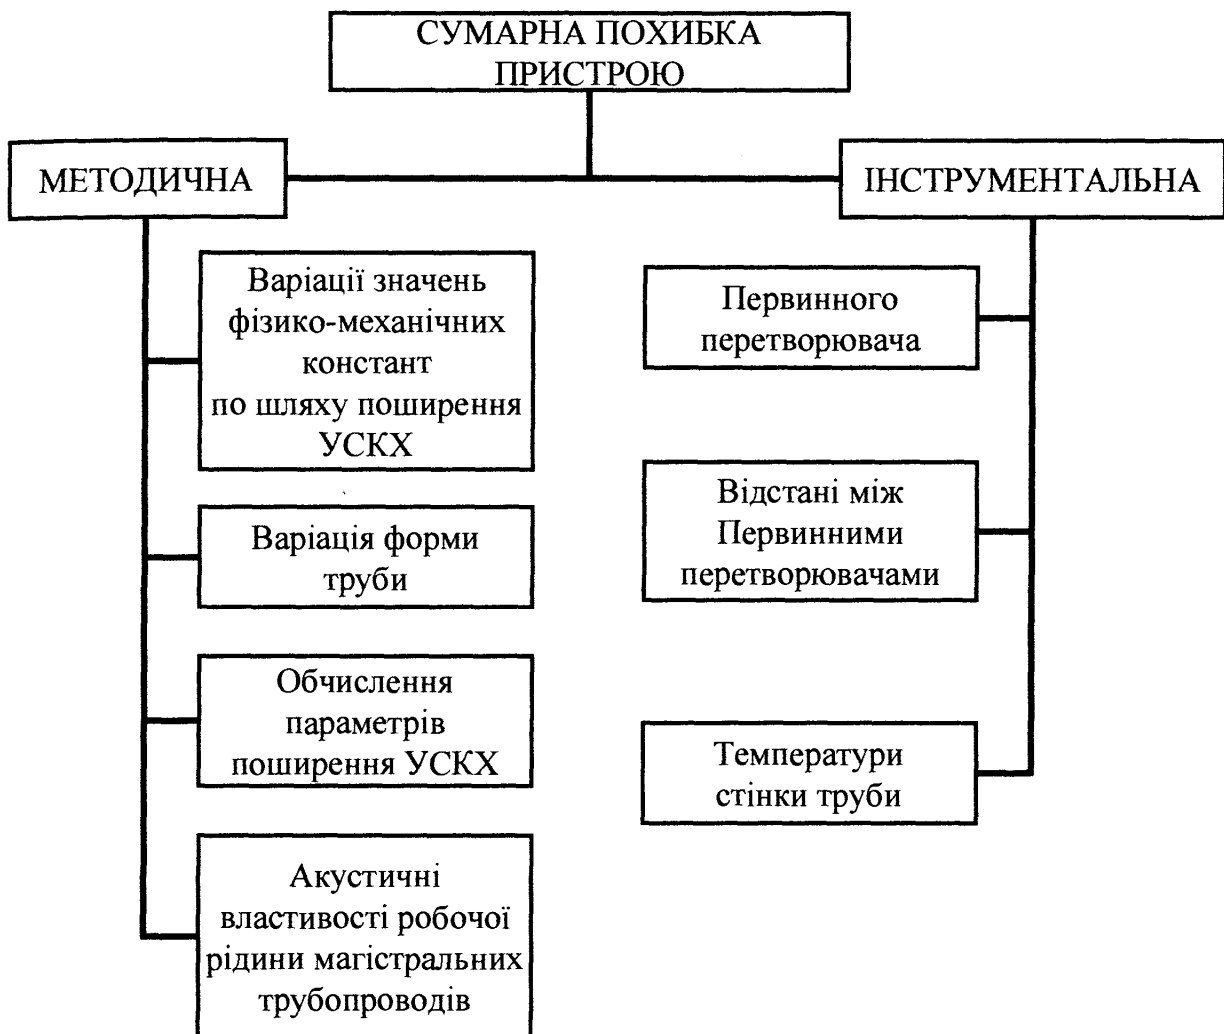 СУМАРНА ПОХИБКА
ПРИСТРОЮ
МЕТОДИЧНА
ІНСТРУМЕНТАЛЬНА
Варіації значень
фізико-механічних
констант
по шляху поширення
УСКХ
Варіація форми
труби
Обчислення
параметрів
поширення УСКХ
Акустичні
властивості робочої
рідини магістральних
трубопроводів
Первинного
перетворювача
Відстані між
Первинними
перетворювачами
Температури
стінки труби